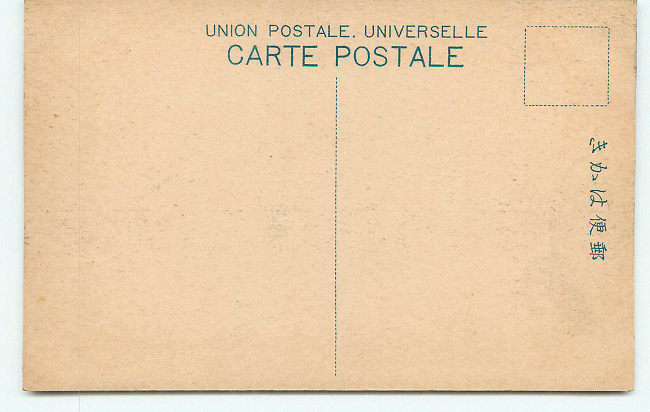 UNION POSTALE. UNIVERSELLE
CARTE POSTALE
郵便はかき